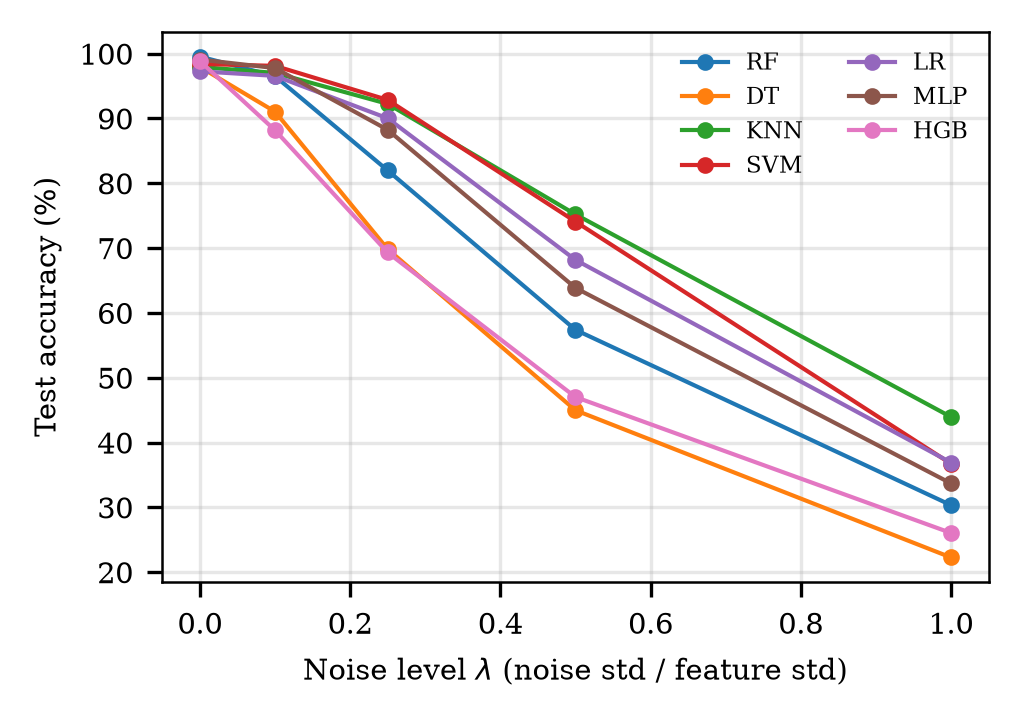 100
90
80
70
60
50
40
30
20
Test accuracy (%)
RF
DT
KNN
SVM
LR
MLP
HGB
0.0 0.2 0.4 0.6 0.8 1.0
Noise level λ (noise std / feature std)